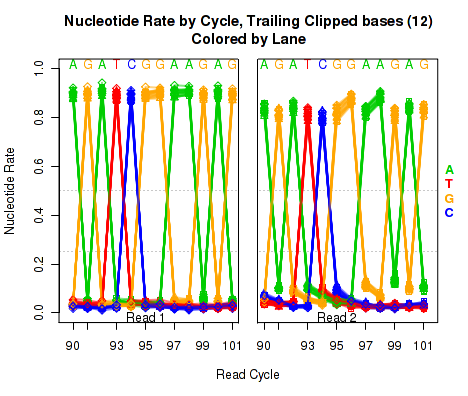 Nucleotide Rate by Cycle, Trailing Clipped bases (12)
Colored by Lane
A G A T C G G A A G A G
A G A T C G G A A G A G
Nucleotide Rate
0.0 0.2 0.4 0.6 0.8 1.0
A
T
G
C
Read 1 Read 2
90 93 95 97 99 101 90 93 95 97 99 101
Read Cycle